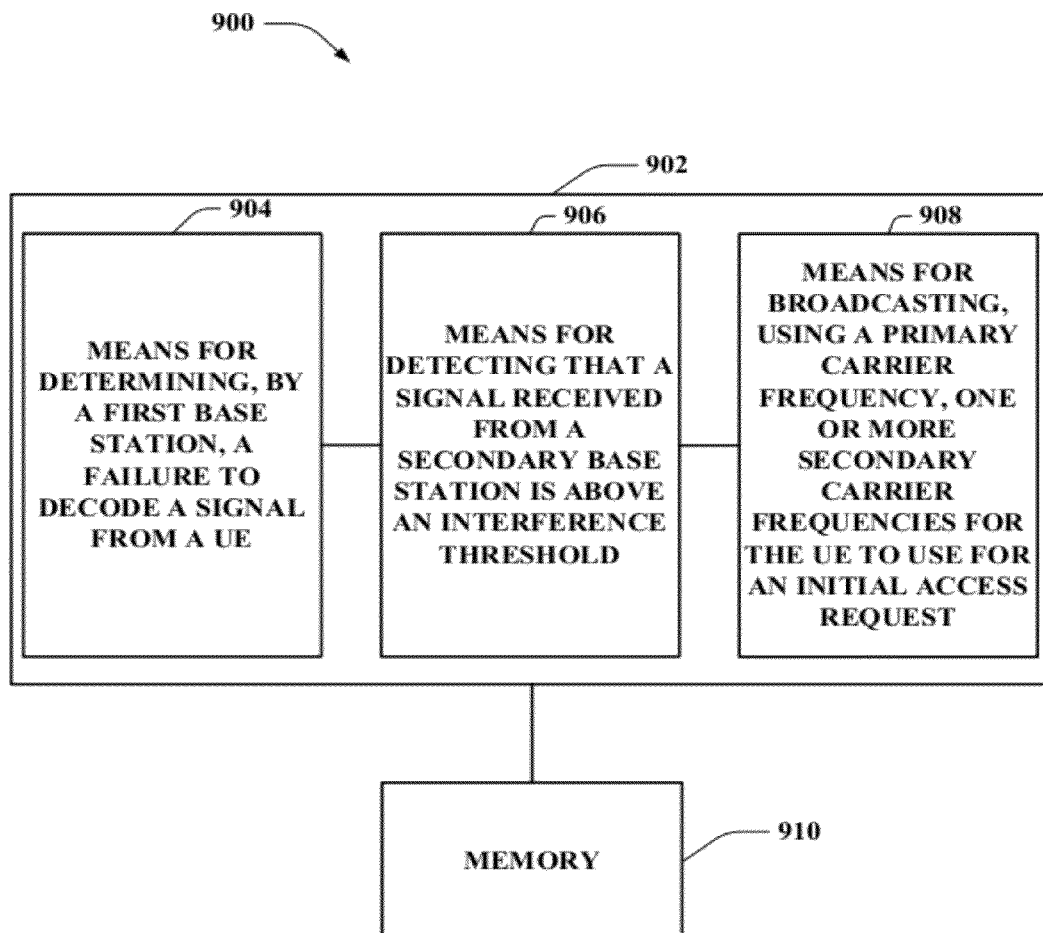 900
902
904
MEANS FOR
DETERMINING, BY
A FIRST BASE
STATION, A
FAILURE TO
DECODE A SIGNAL
FROM A UE
906
MEANS FOR
DETECTING THAT A
SIGNAL RECEIVED
FROM A
SECONDARY BASE
STATION IS ABOVE
AN INTERFERENCE
THRESHOLD
908
MEANS FOR
BROADCASTING,
USING A PRIMARY
CARRIER
FREQUENCY, ONE
OR MORE
SECONDARY
CARRIER
FREQUENCIES FOR
THE UE TO USE FOR
AN INITIAL ACCESS
REQUEST
MEMORY
910